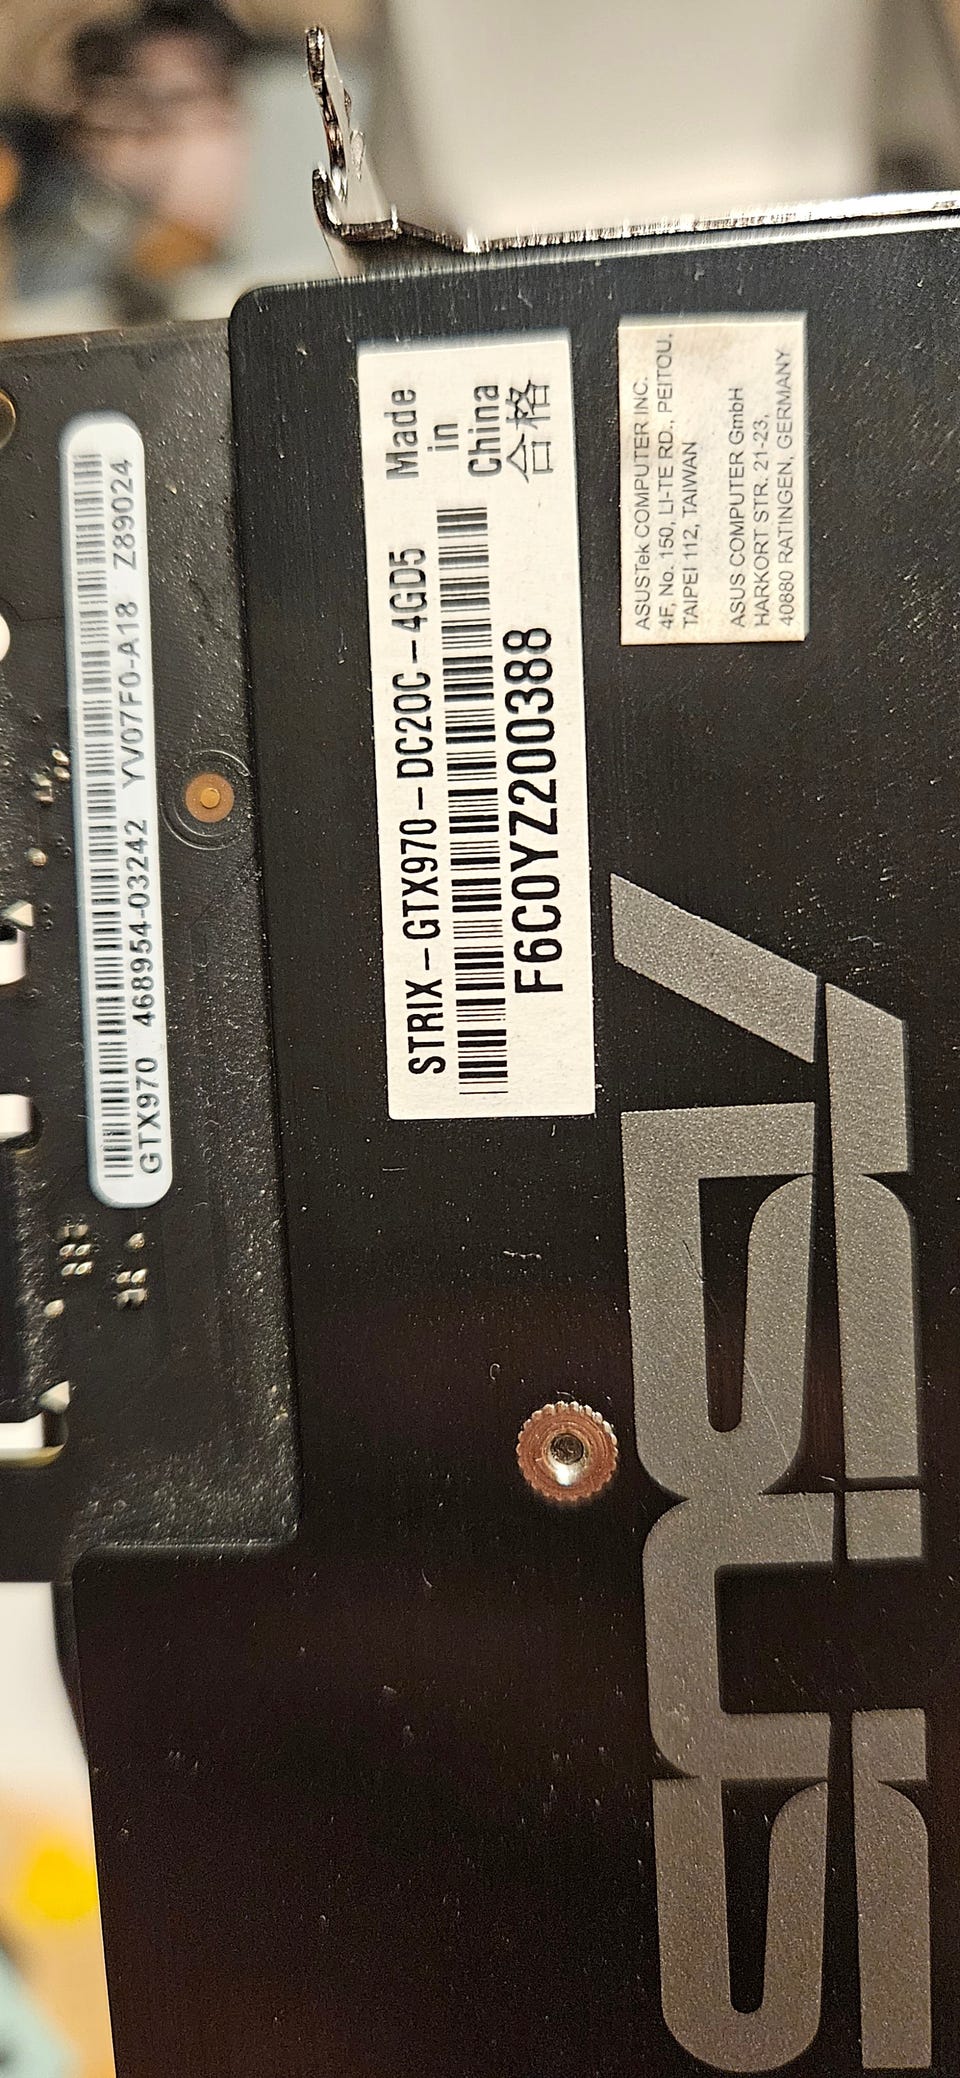 GTX970 468954-03242 YV07F0-A18 Z89024
STRIX-GTX970-DC2OC-4GD5
F6C0YZ200388
Made
in
China
合格
ASUSTek COMPUTER INC.
4F, No. 150, LI-TE RD., PEITOU,
TAIPEI 112, TAIWAN
ASUS COMPUTER GmbH
HARKORT STR. 21-23,
40880 RATINGEN, GERMANY
ASUS